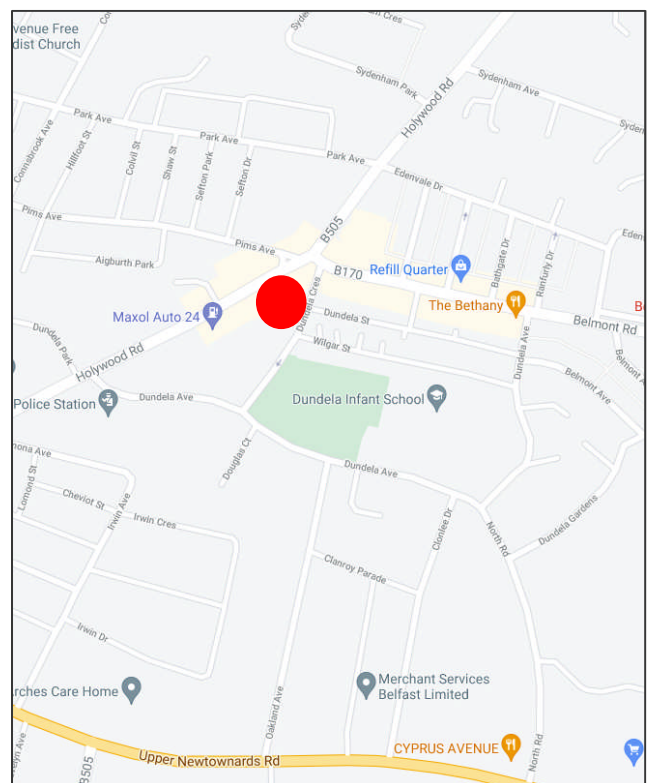 venue Free
dist Church
Cres
Sydenham Park
Sydenham Ave
Holywood Rd
Park Ave
Park Ave
Park Ave
Connsbrook Ave
Hillfoot St
Colvil St
Shaw St
Sefton Park
Sefton Dr
Edenvale Dr
Pims Ave
Pims Ave
B505
Aigburth Park
B170
Refill Quarter
Bathgate Dr
Ranfurly Dr
The Bethany
Belmont Rd
Maxol Auto 24
Dundela Cres
Dundela St
Wilgar St
Dundela Ave
Belmont Ave
Dundela Park
Holywood Rd
Police Station
Dundela Ave
Dundela Infant School
Douglas Ct
Dundela Ave
mona Ave
Lomond St
Cheviot St
Irwin Ave
Irwin Cres
Clonlee Dr
North Rd
Dundela Gardens
Clanroy Parade
Irwin Dr
North Rd
rches Care Home
Merchant Services
Belfast Limited
Oakland Ave
CYPRUS AVENUE
Upper Newtownards Rd
B505